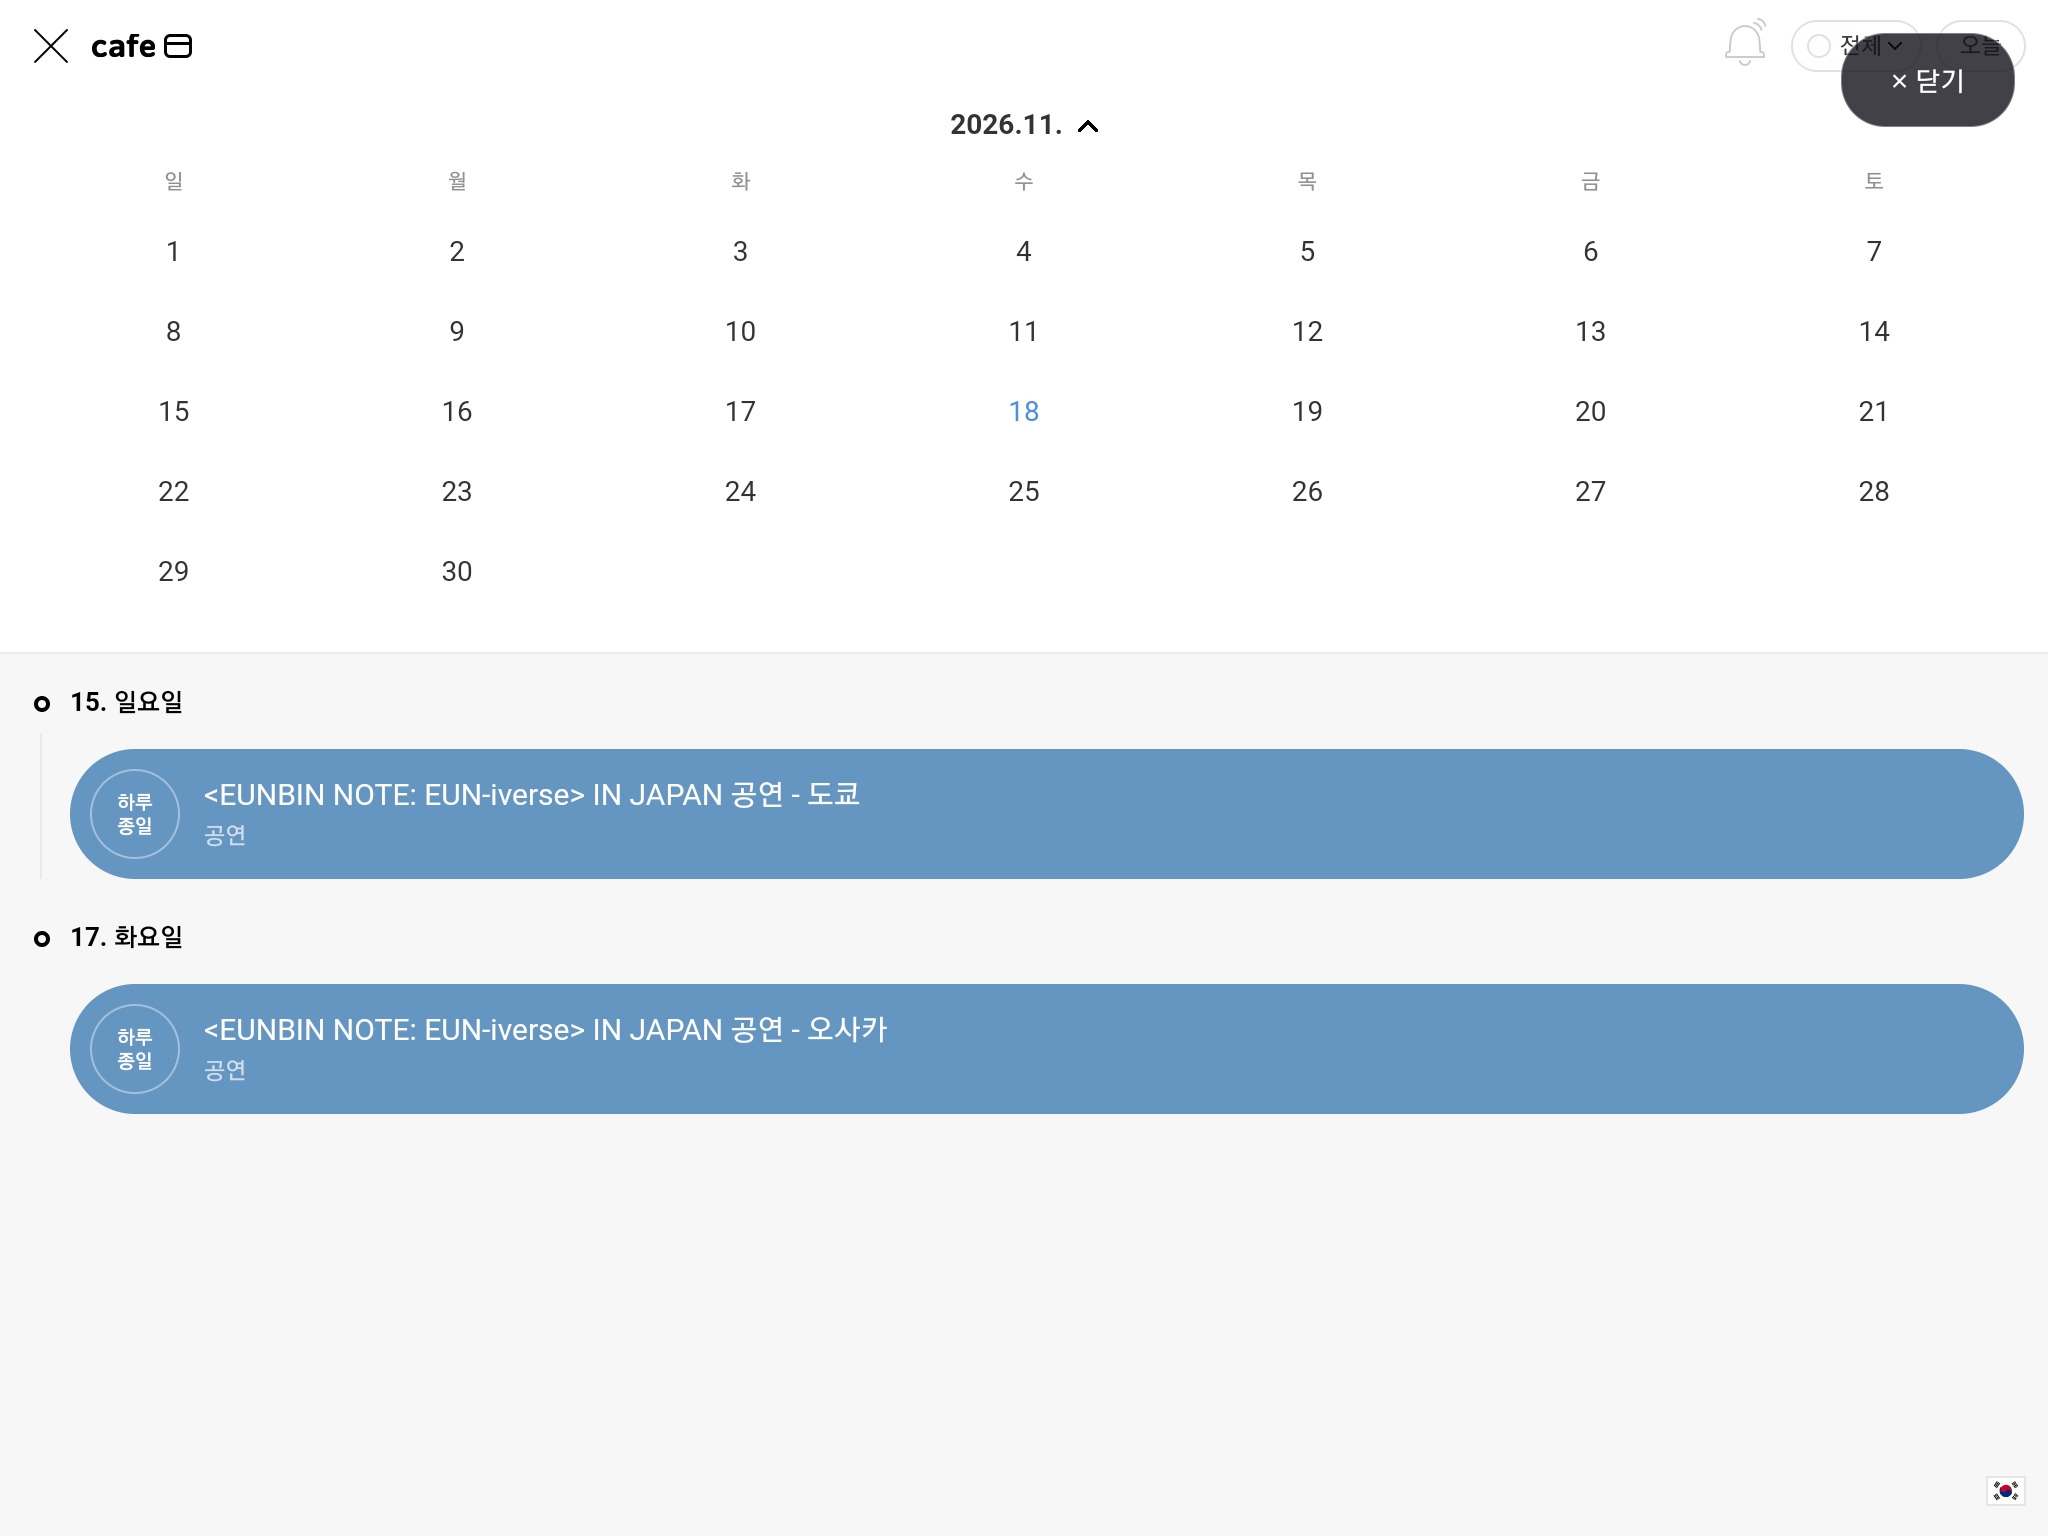 cafe
전체
오늘
× 닫기
2026.11.
일 월 화 수 목 금 토
1 2 3 4 5 6 7
8 9 10 11 12 13 14
15 16 17 18 19 20 21
22 23 24 25 26 27 28
29 30
15. 일요일
하루
종일
<EUNBIN NOTE: EUN-iverse> IN JAPAN 공연 - 도쿄
공연
17. 화요일
하루
종일
<EUNBIN NOTE: EUN-iverse> IN JAPAN 공연 - 오사카
공연